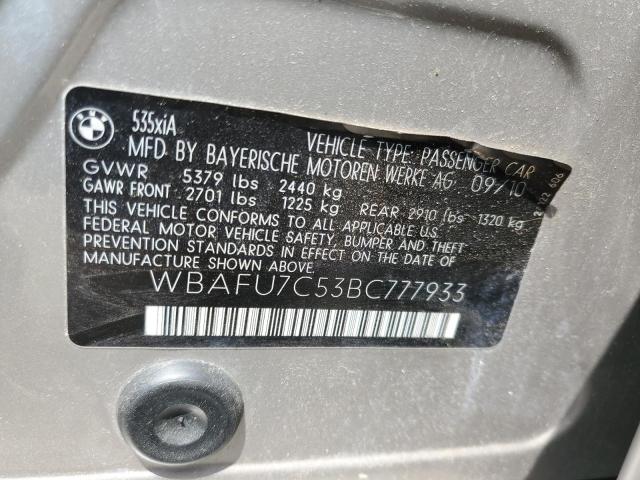 BMW
535xiA
VEHICLE TYPE: PASSENGER CAR
MFD BY BAYERISCHE MOTOREN WERKE AG 09/10
GVWR 5379 lbs 2440 kg
GAWR FRONT 2701 lbs 1225 kg REAR 2910 lbs 1320 kg
THIS VEHICLE CONFORMS TO ALL APPLICABLE U.S.
FEDERAL MOTOR VEHICLE SAFETY, BUMPER AND THEFT
PREVENTION STANDARDS IN EFFECT ON THE DATE OF
MANUFACTURE SHOWN ABOVE.
WBAFU7C53BC777933